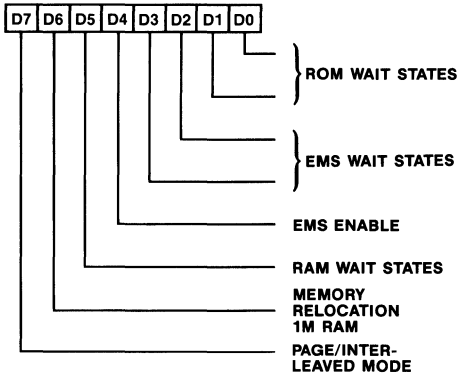 D7 D6 D5 D4 D3 D2 D1 D0
ROM WAIT STATES
EMS WAIT STATES
EMS ENABLE
RAM WAIT STATES
MEMORY
RELOCATION
1M RAM
PAGE/INTER-
LEAVED MODE